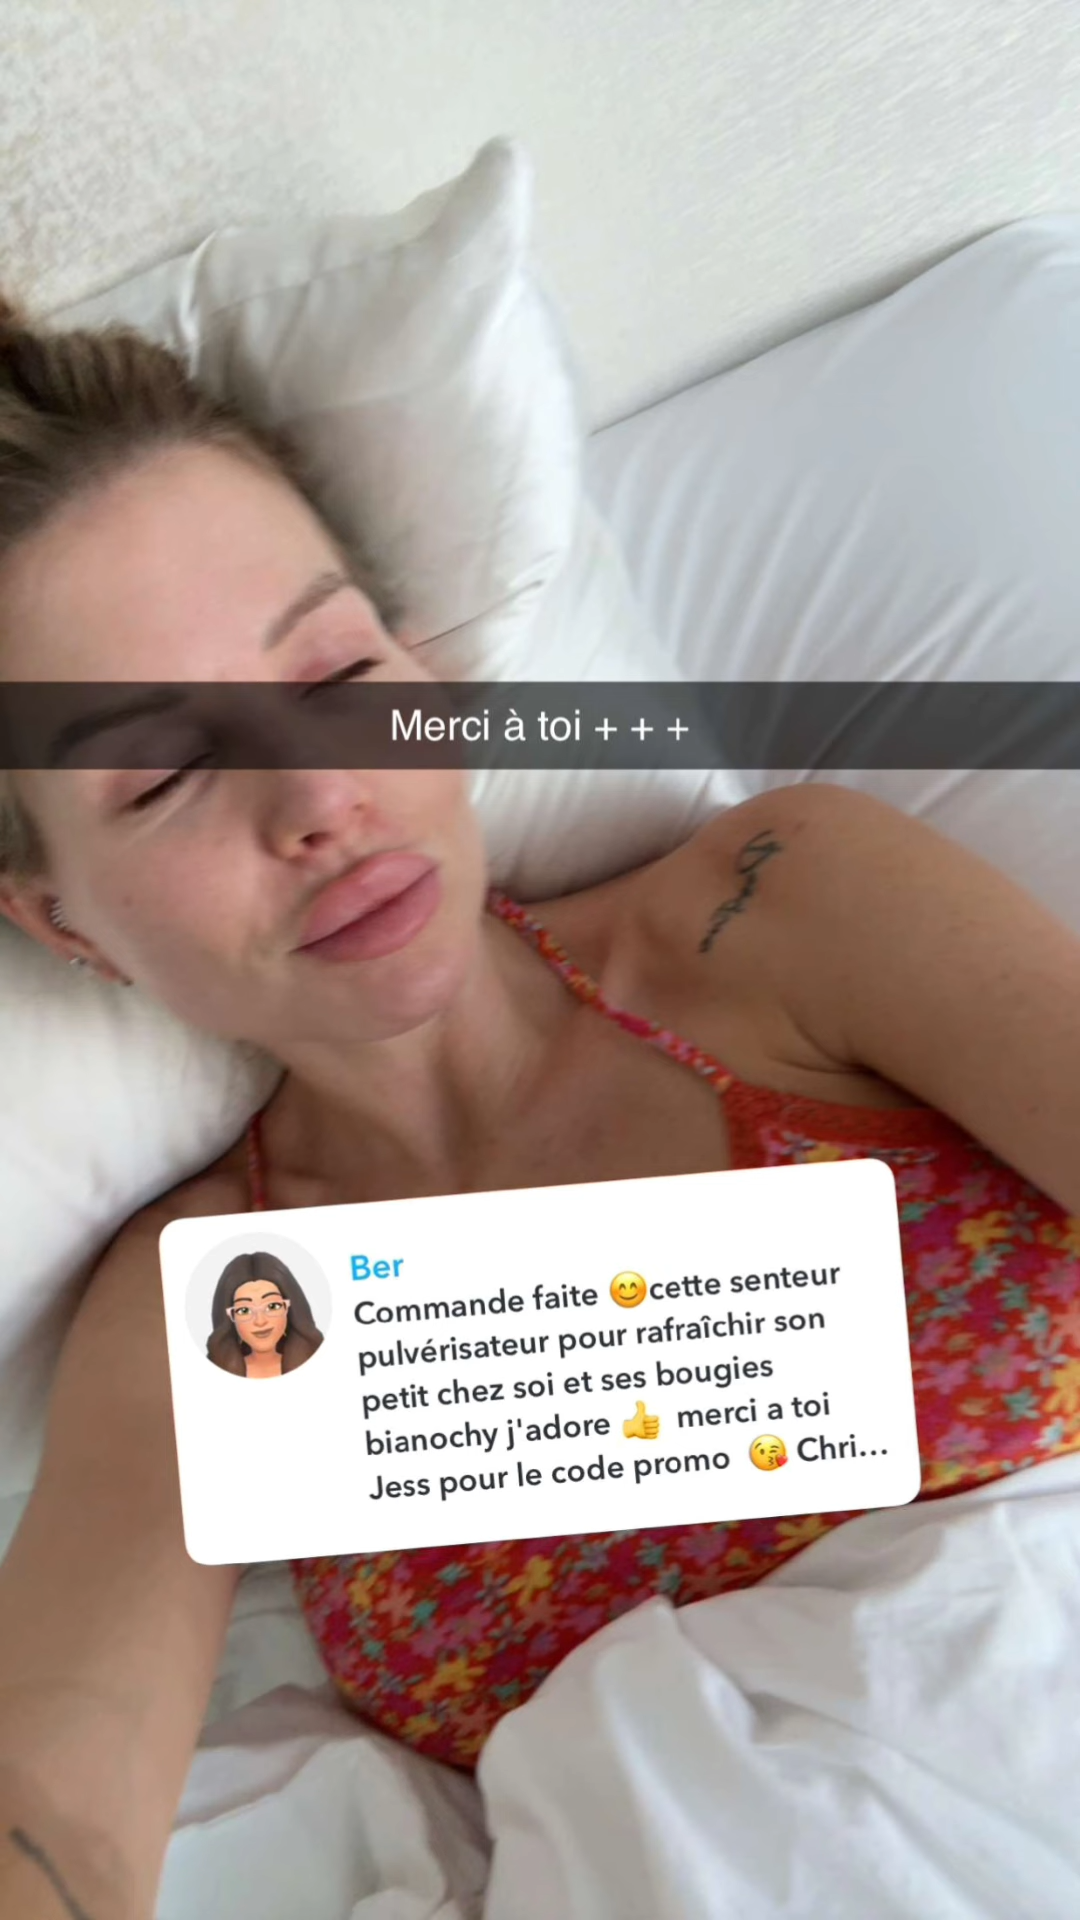 Merci à toi + + +
Ber
Commande faite 😊cette senteur
pulvérisateur pour rafraîchir son
petit chez soi et ses bougies
bianochy j'adore 👍 merci a toi
Jess pour le code promo 😘 Chri...